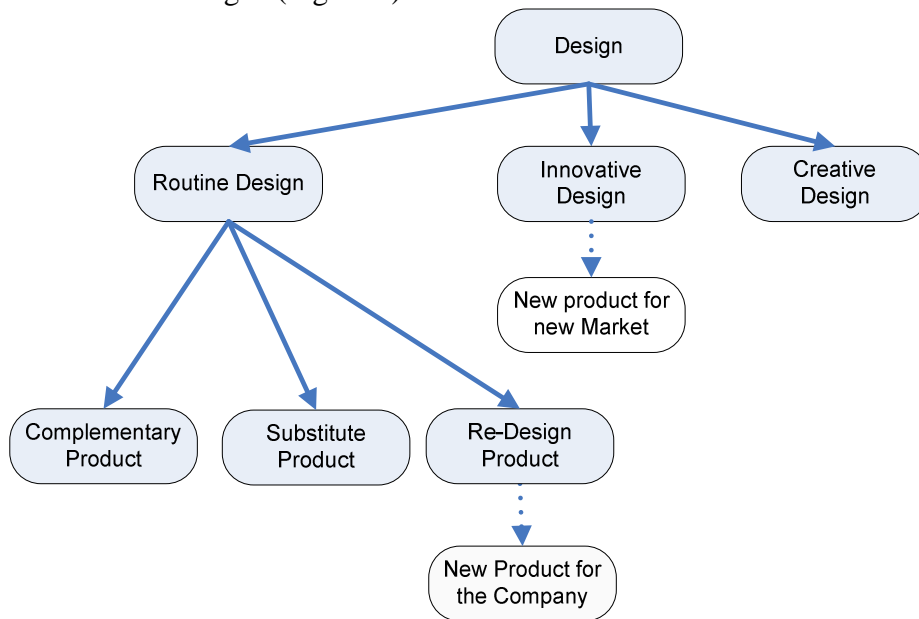 Design
Routine Design
Innovative
Design
Creative
Design
New product for
new Market
Complementary
Product
Substitute
Product
Re-Design
Product
New Product for
the Company